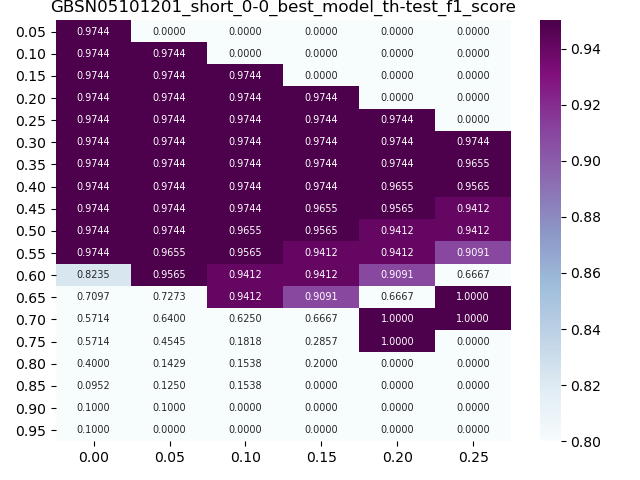 GBSN05101201_short_0-0_best_model_th-test_f1_score
0.05 0.9744 0.0000 0.0000 0.0000 0.0000 0.0000
0.10 0.9744 0.9744 0.0000 0.0000 0.0000 0.0000
0.15 0.9744 0.9744 0.9744 0.0000 0.0000 0.0000
0.20 0.9744 0.9744 0.9744 0.9744 0.0000 0.0000
0.25 0.9744 0.9744 0.9744 0.9744 0.9744 0.0000
0.30 0.9744 0.9744 0.9744 0.9744 0.9744 0.9744
0.35 0.9744 0.9744 0.9744 0.9744 0.9744 0.9655
0.40 0.9744 0.9744 0.9744 0.9744 0.9655 0.9565
0.45 0.9744 0.9744 0.9744 0.9655 0.9565 0.9412
0.50 0.9744 0.9744 0.9655 0.9565 0.9412 0.9412
0.55 0.9744 0.9655 0.9565 0.9412 0.9412 0.9091
0.60 0.8235 0.9565 0.9412 0.9412 0.9091 0.6667
0.65 0.7097 0.7273 0.9412 0.9091 0.6667 1.0000
0.70 0.5714 0.6400 0.6250 0.6667 1.0000 1.0000
0.75 0.5714 0.4545 0.1818 0.2857 1.0000 0.0000
0.80 0.4000 0.1429 0.1538 0.2000 0.0000 0.0000
0.85 0.0952 0.1250 0.1538 0.0000 0.0000 0.0000
0.90 0.1000 0.1000 0.0000 0.0000 0.0000 0.0000
0.95 0.1000 0.0000 0.0000 0.0000 0.0000 0.0000
0.00 0.05 0.10 0.15 0.20 0.25
0.94
0.92
0.90
0.88
0.86
0.84
0.82
0.80